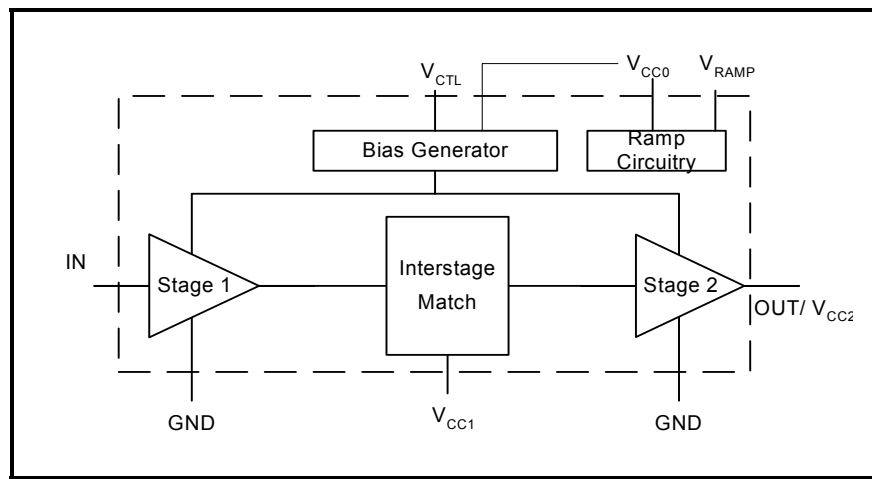 V_CTL
V_CC0
V_RAMP
Bias Generator
Ramp
Circuitry
IN
Stage 1
Interstage
Match
Stage 2
OUT/ V_CC2
GND
V_CC1
GND